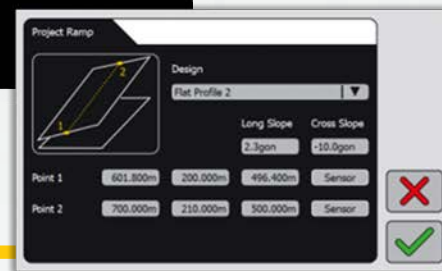 Project Ramp
Design
Flat Profile 2
Long Slope Cross Slope
2.3gon -10.0gon
1
2
Point 1 601.800m 200.000m 496.400m Sensor
Point 2 700.000m 210.000m 500.000m Sensor